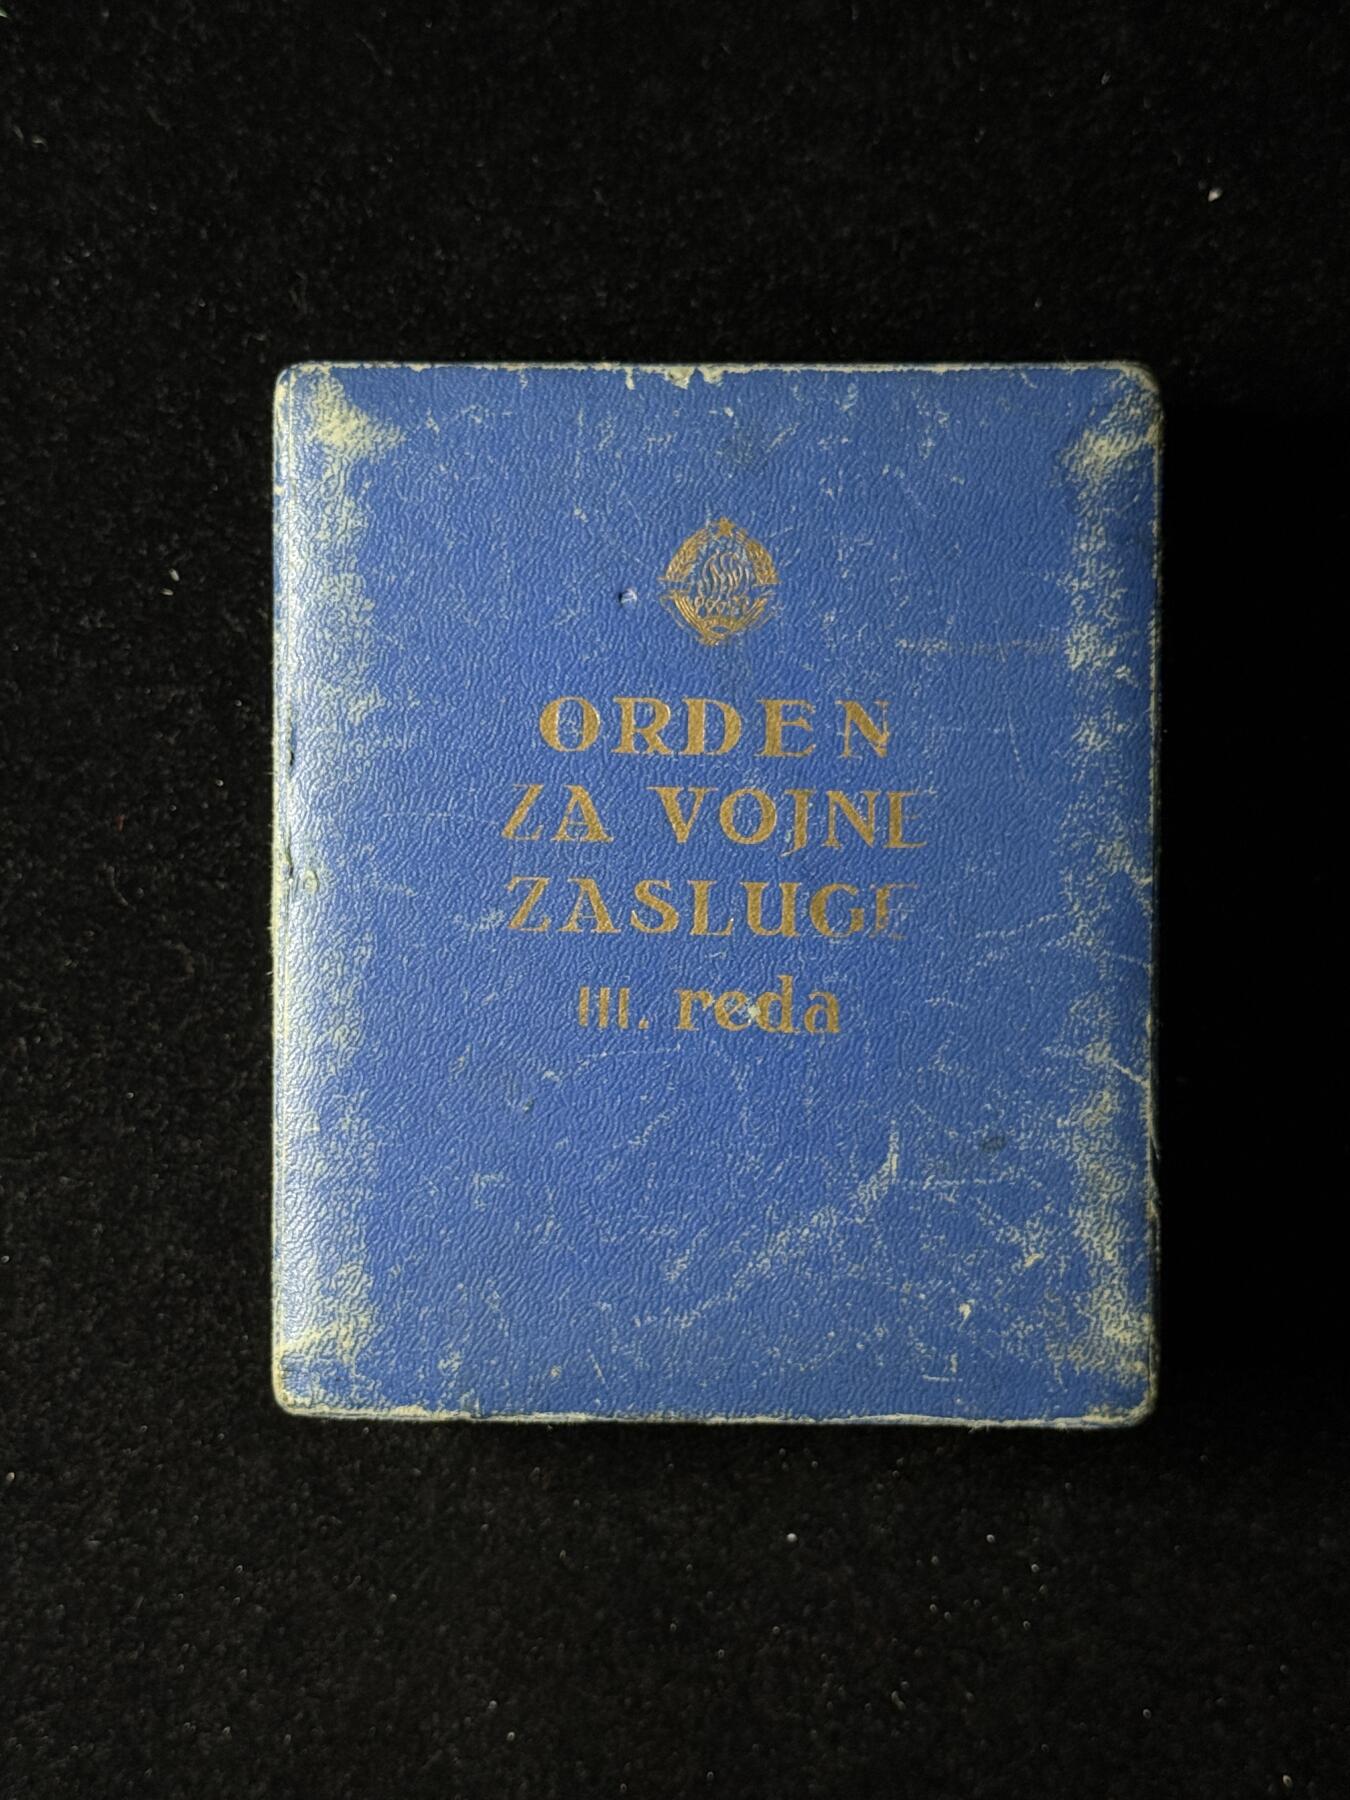 ORDEN
ZA VOJNE
ZASLUGE
III. reda